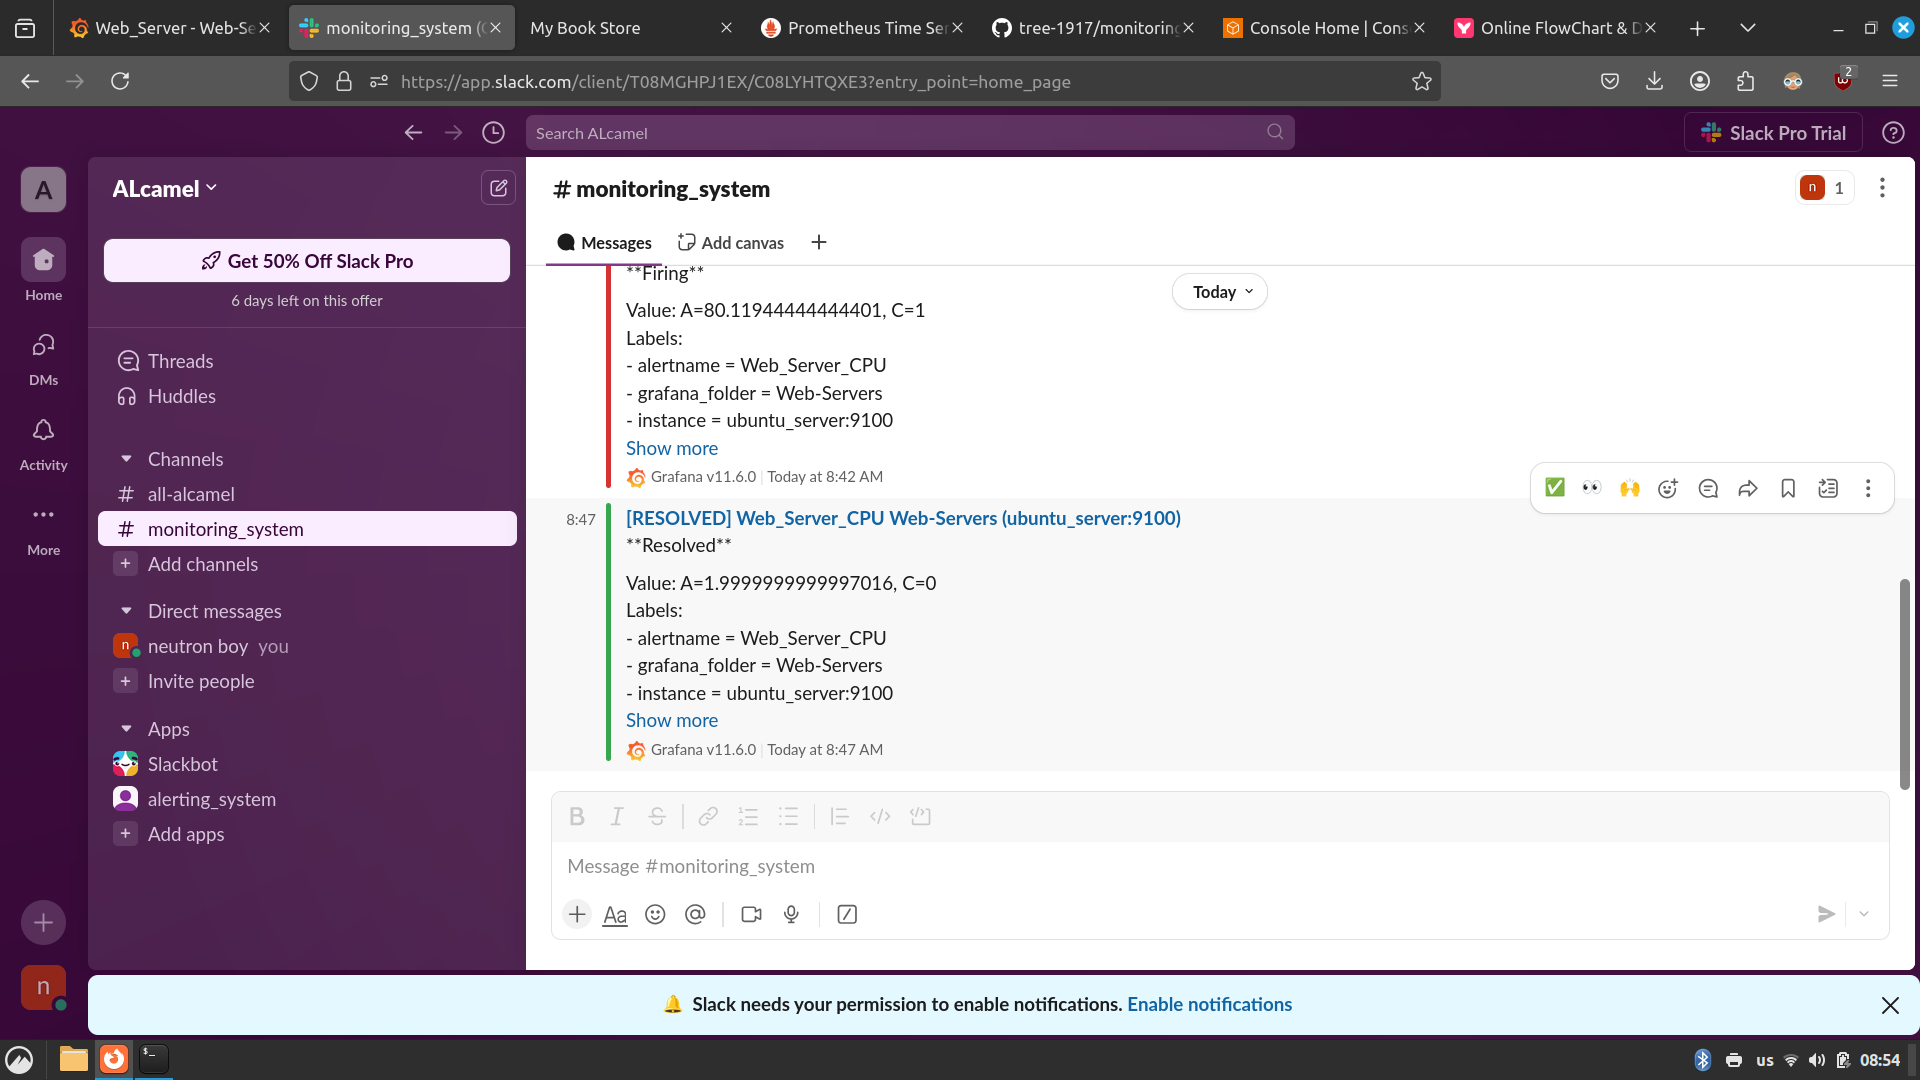 Web_Server - Web-Se
monitoring_system (
My Book Store
Prometheus Time Ser
tree-1917/monitoring
Console Home | Cons
Online FlowChart & D
https://app.slack.com/client/T08MGHPJ1EX/C08LYHTQXE3?entry_point=home_page
2
Search ALcamel
Slack Pro Trial
A
Home
DMs
Activity
More
n
ALcamel
Get 50% Off Slack Pro
6 days left on this offer
Threads
Huddles
Channels
# all-alcamel
# monitoring_system
+ Add channels
Direct messages
n neutron boy you
+ Invite people
Apps
Slackbot
alerting_system
+ Add apps
# monitoring_system
n 1
Messages
Add canvas
Today
**Firing**
Value: A=80.11944444444401, C=1
Labels:
- alertname = Web_Server_CPU
- grafana_folder = Web-Servers
- instance = ubuntu_server:9100
Show more
Grafana v11.6.0 | Today at 8:42 AM
8:47
[RESOLVED] Web_Server_CPU Web-Servers (ubuntu_server:9100)
**Resolved**
Value: A=1.9999999999997016, C=0
Labels:
- alertname = Web_Server_CPU
- grafana_folder = Web-Servers
- instance = ubuntu_server:9100
Show more
Grafana v11.6.0 | Today at 8:47 AM
Message #monitoring_system
Aa
Slack needs your permission to enable notifications. Enable notifications
us
08:54